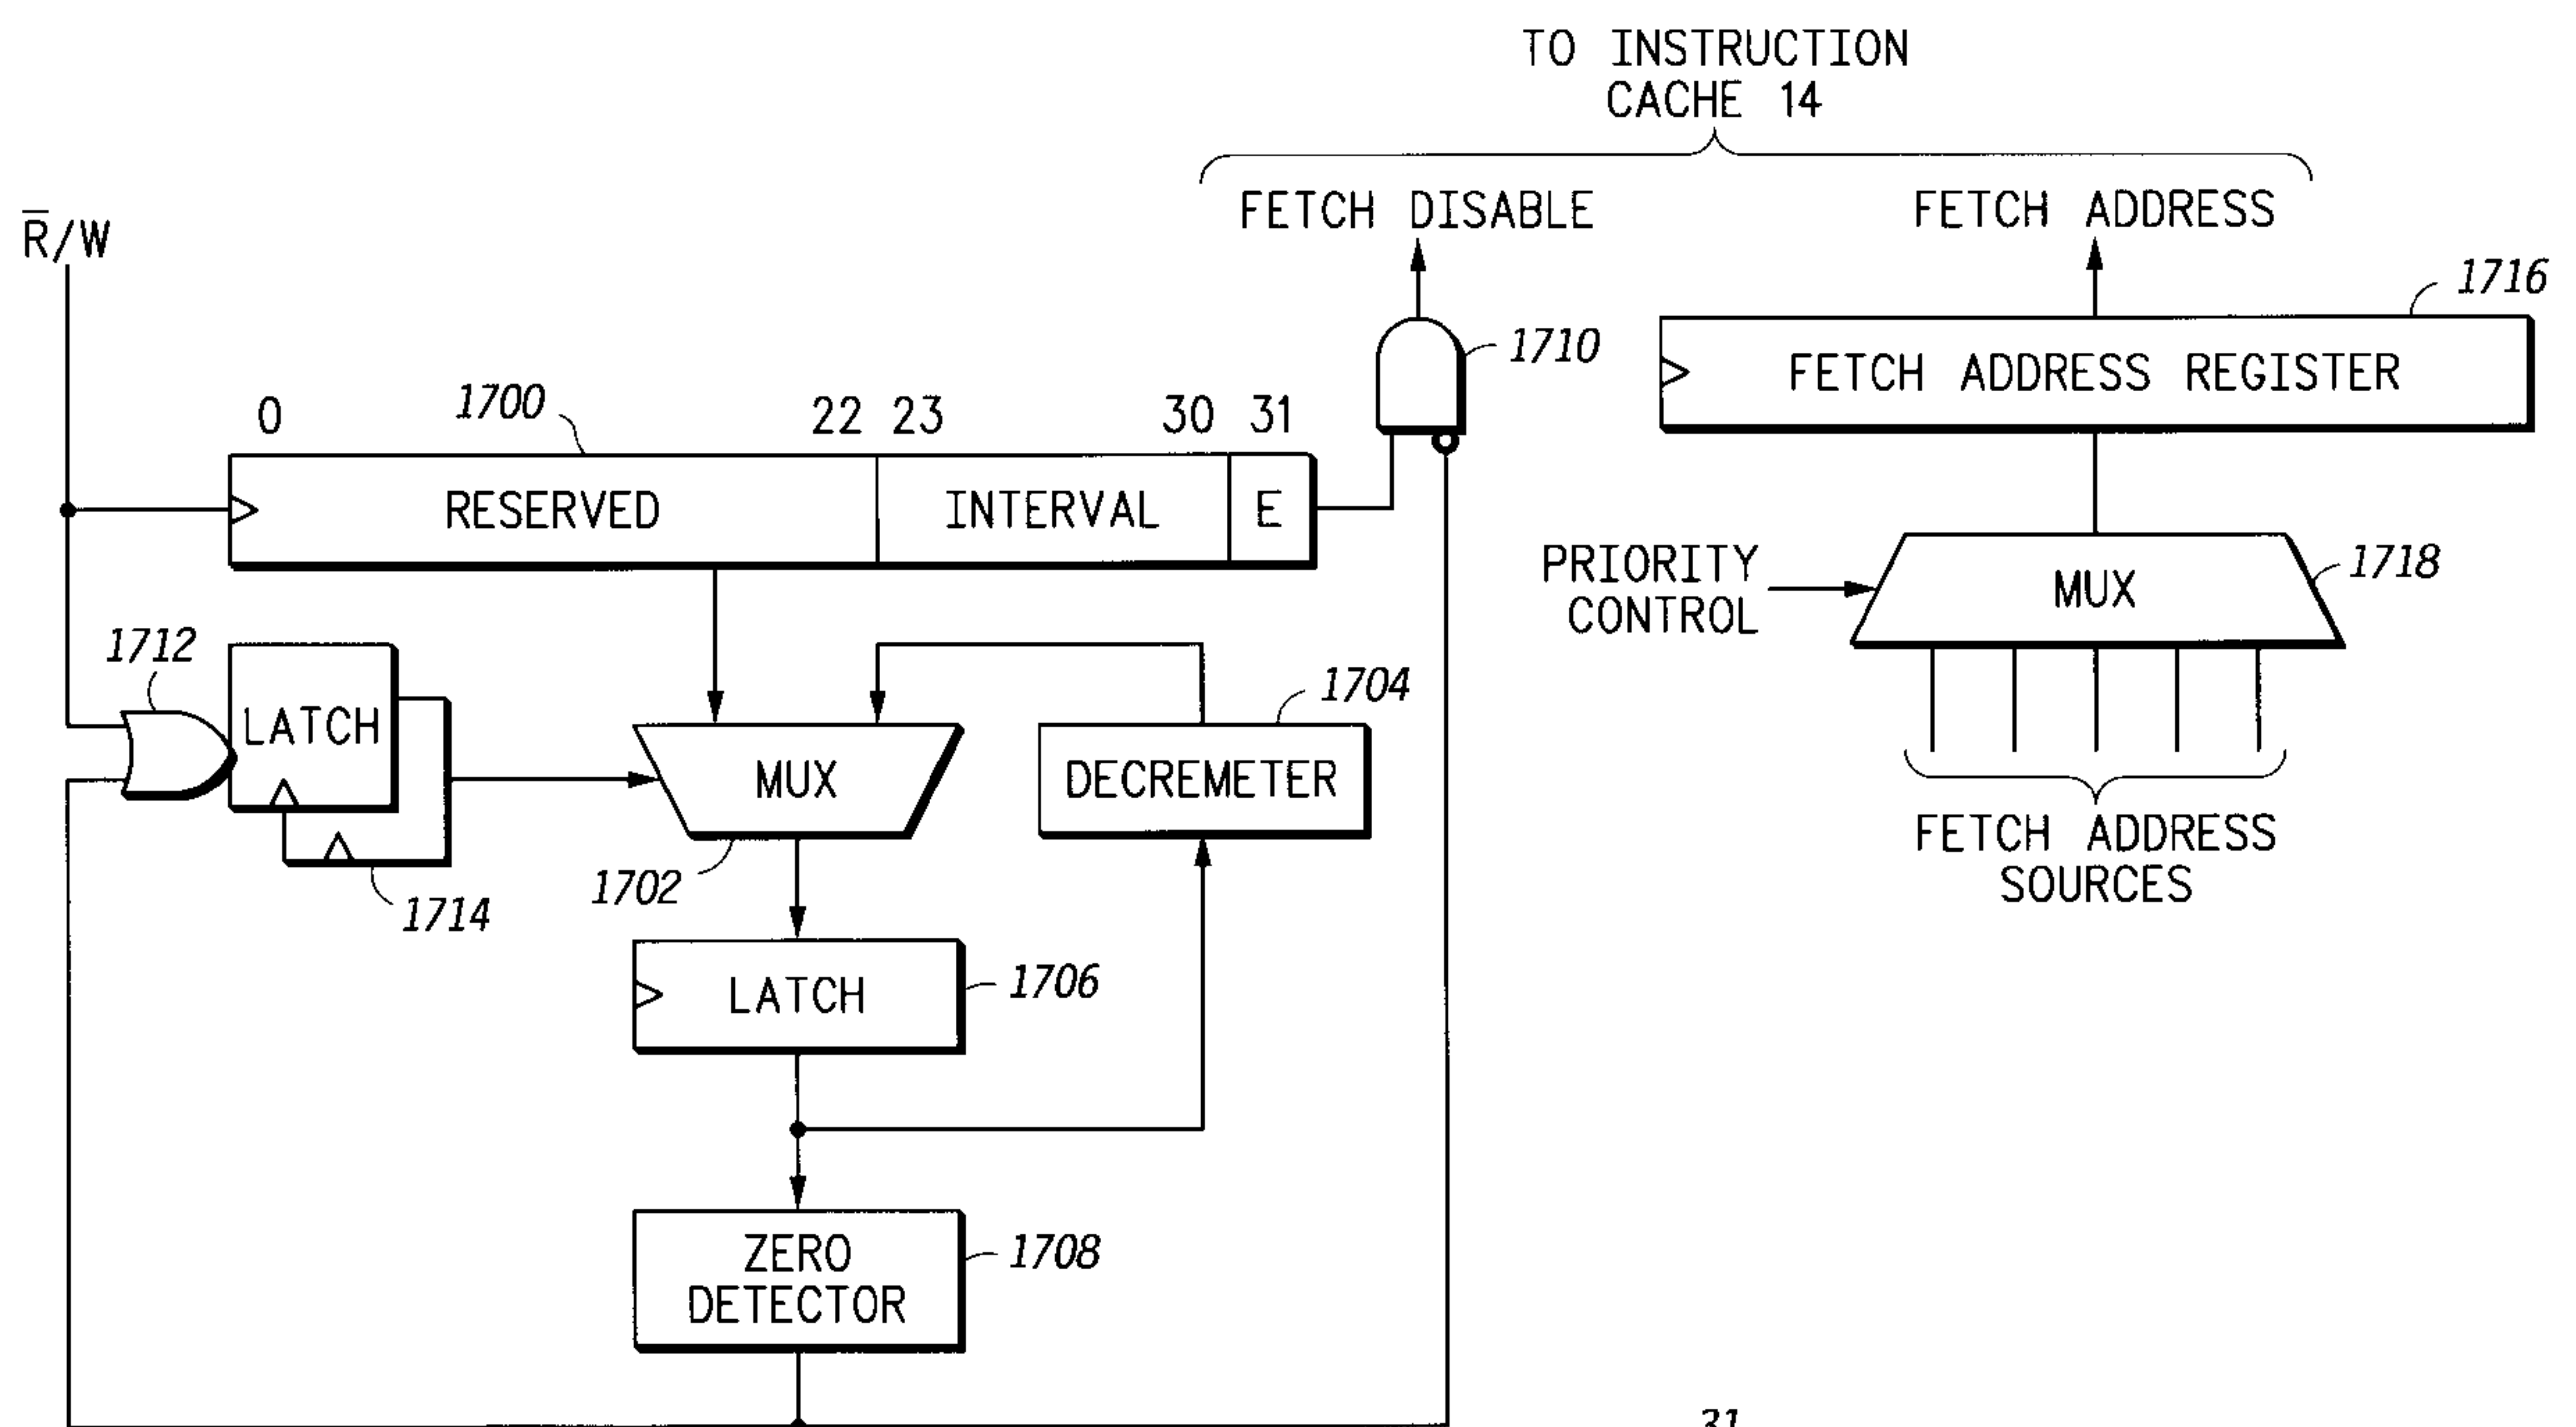 TO INSTRUCTION
CACHE 14
FETCH DISABLE
FETCH ADDRESS
R̅/W
1716
1710
FETCH ADDRESS REGISTER
1700
0
22
23
30
31
RESERVED
INTERVAL
E
PRIORITY
CONTROL
MUX
1718
1712
LATCH
1704
MUX
DECREMETER
FETCH ADDRESS
SOURCES
1702
1714
LATCH
1706
ZERO
DETECTOR
1708
31